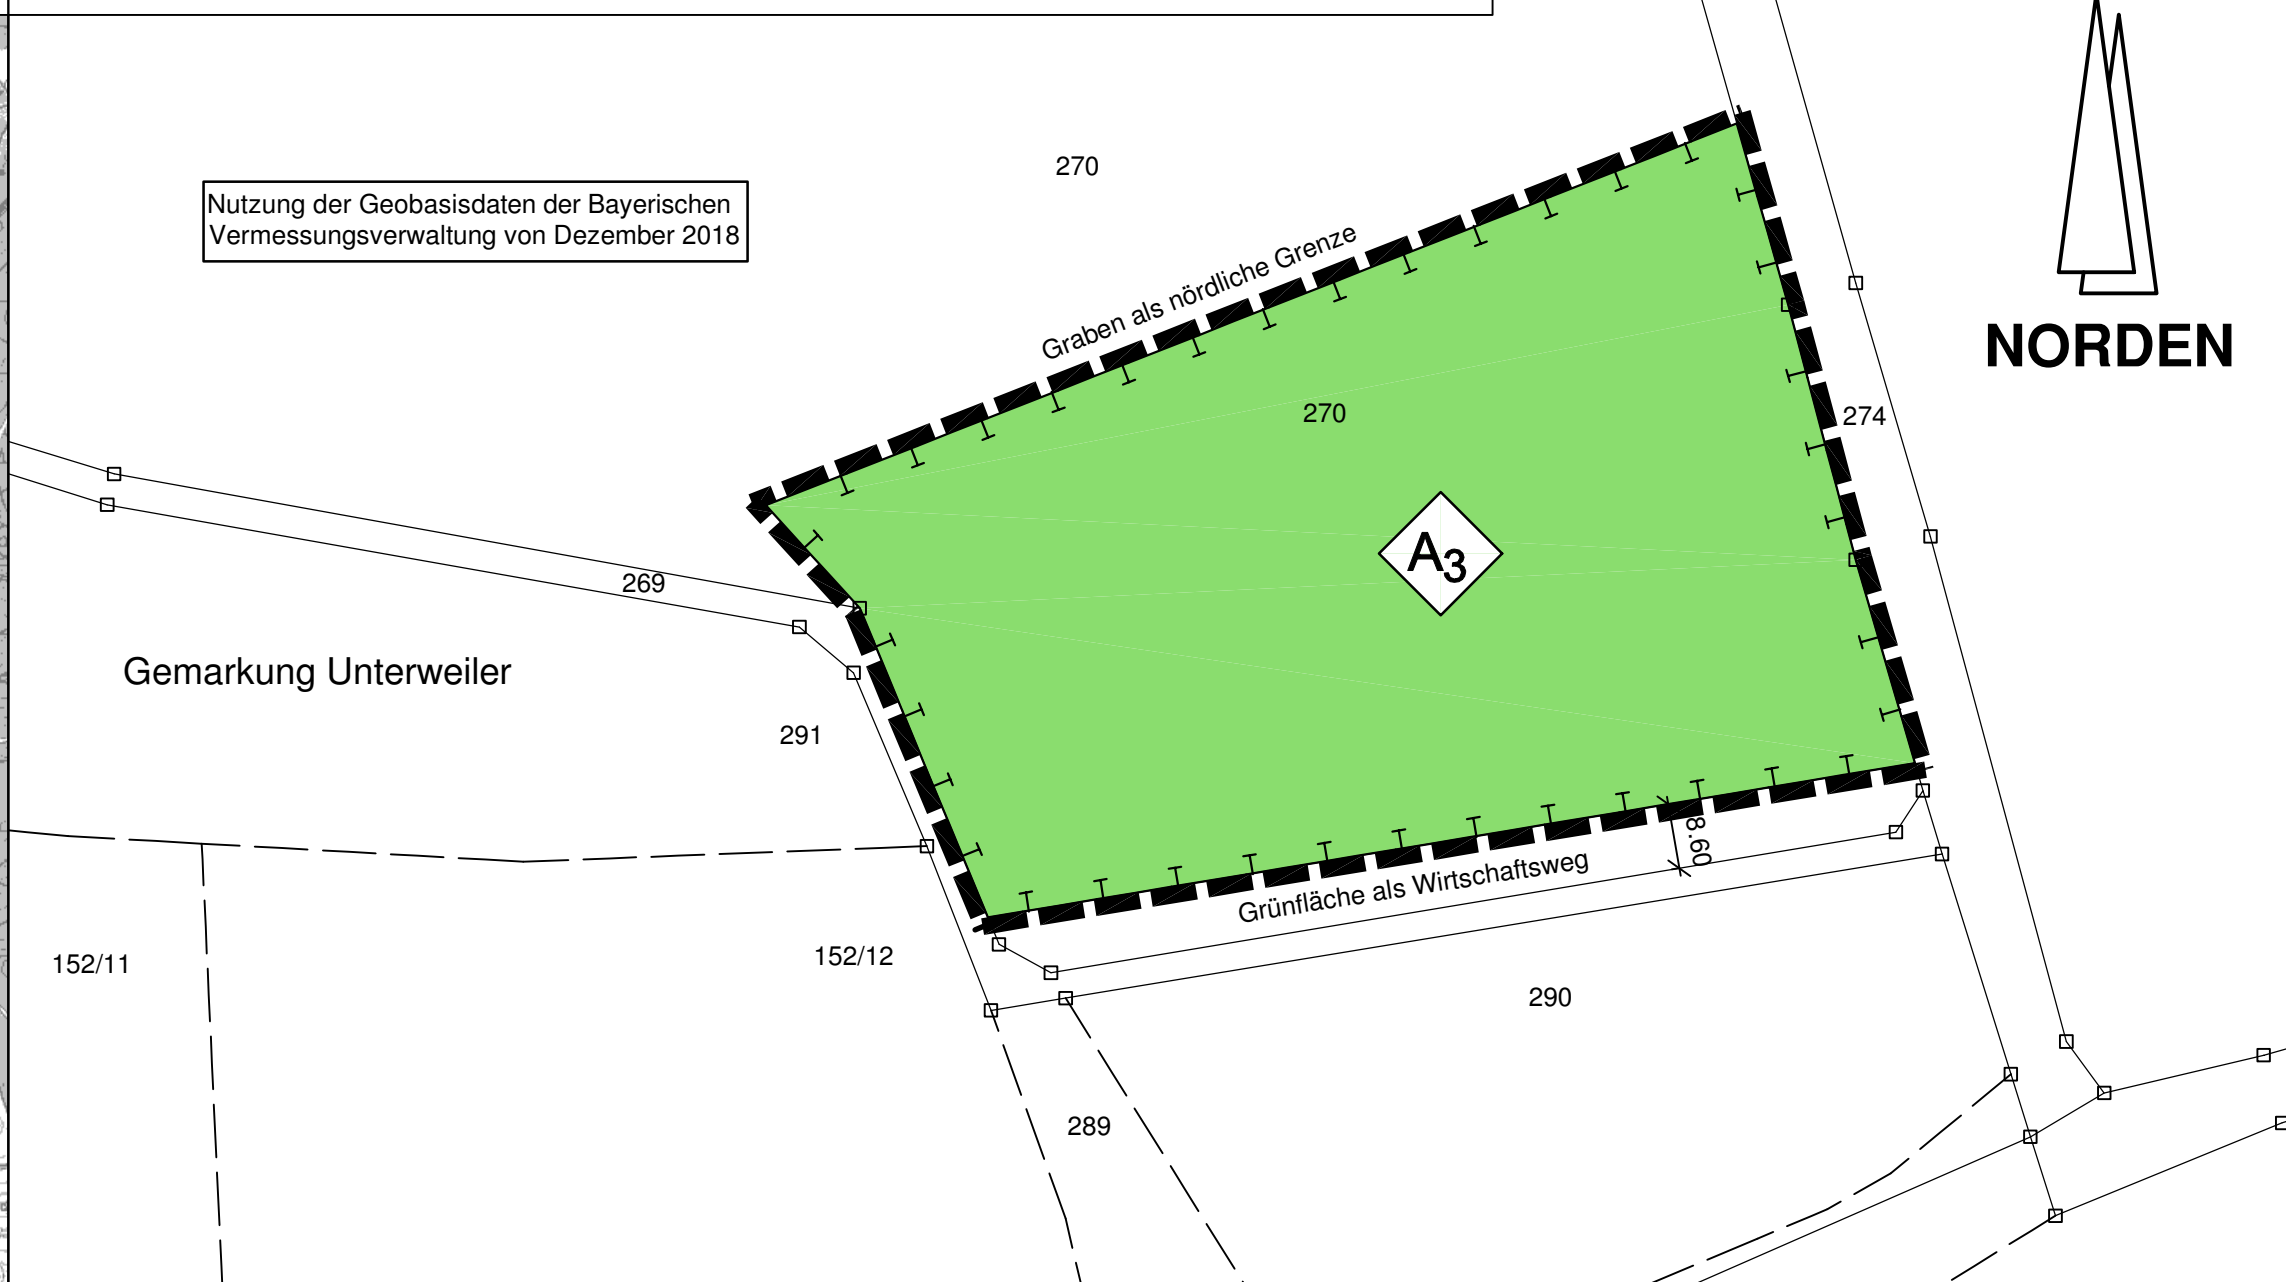 270
Nutzung der Geobasisdaten der Bayerischen
Vermessungsverwaltung von Dezember 2018
Graben als nördliche Grenze
NORDEN
270
274
A3
269
Gemarkung Unterweiler
291
8.60
Grünfläche als Wirtschaftsweg
152/11
152/12
290
289